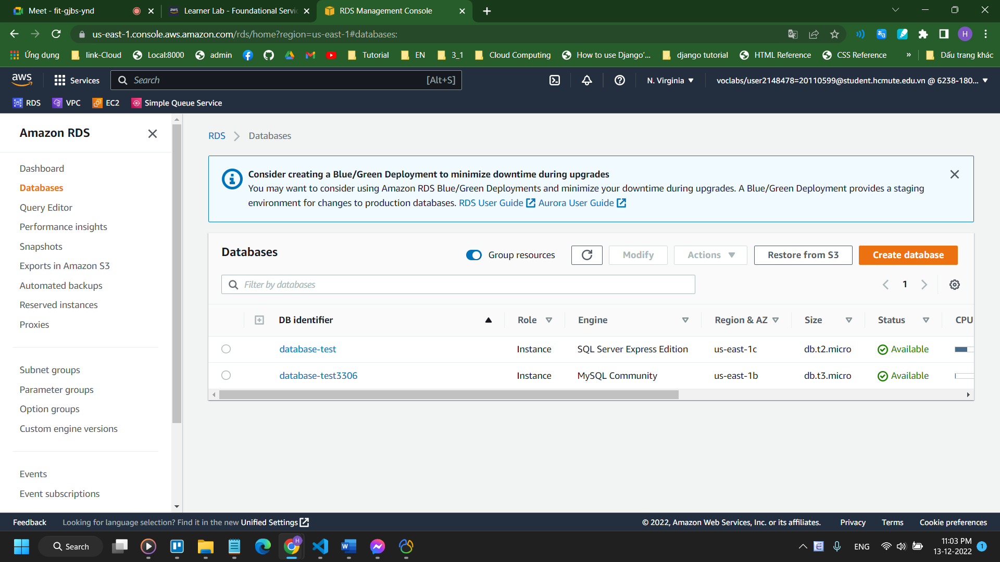 Meet - fit-gjbs-ynd
Learner Lab - Foundational Servic
RDS Management Console
us-east-1.console.aws.amazon.com/rds/home?region=us-east-1#databases:
H
Ứng dụng
link-Cloud
Local:8000
admin
Tutorial
EN
3_1
Cloud Computing
How to use Django'...
django tutorial
HTML Reference
CSS Reference
»
Dấu trang khác
aws
Services
Search
[Alt+S]
N. Virginia
voclabs/user2148478=20110599@student.hcmute.edu.vn @ 6238-180...
RDS
VPC
EC2
Simple Queue Service
Amazon RDS
Dashboard
Databases
Query Editor
Performance insights
Snapshots
Exports in Amazon S3
Automated backups
Reserved instances
Proxies
Subnet groups
Parameter groups
Option groups
Custom engine versions
Events
Event subscriptions
RDS
Databases
Consider creating a Blue/Green Deployment to minimize downtime during upgrades
You may want to consider using Amazon RDS Blue/Green Deployments and minimize your downtime during upgrades. A Blue/Green Deployment provides a staging
environment for changes to production databases. RDS User Guide Aurora User Guide
Databases
Group resources
Modify
Actions
Restore from S3
Create database
Filter by databases
1
DB identifier Role Engine Region & AZ Size Status CPU
database-test Instance SQL Server Express Edition us-east-1c db.t2.micro Available
database-test3306 Instance MySQL Community us-east-1b db.t3.micro Available
Feedback
Looking for language selection? Find it in the new Unified Settings
© 2022, Amazon Web Services, Inc. or its affiliates.
Privacy
Terms
Cookie preferences
Search
ENG
11:03 PM
13-12-2022
1